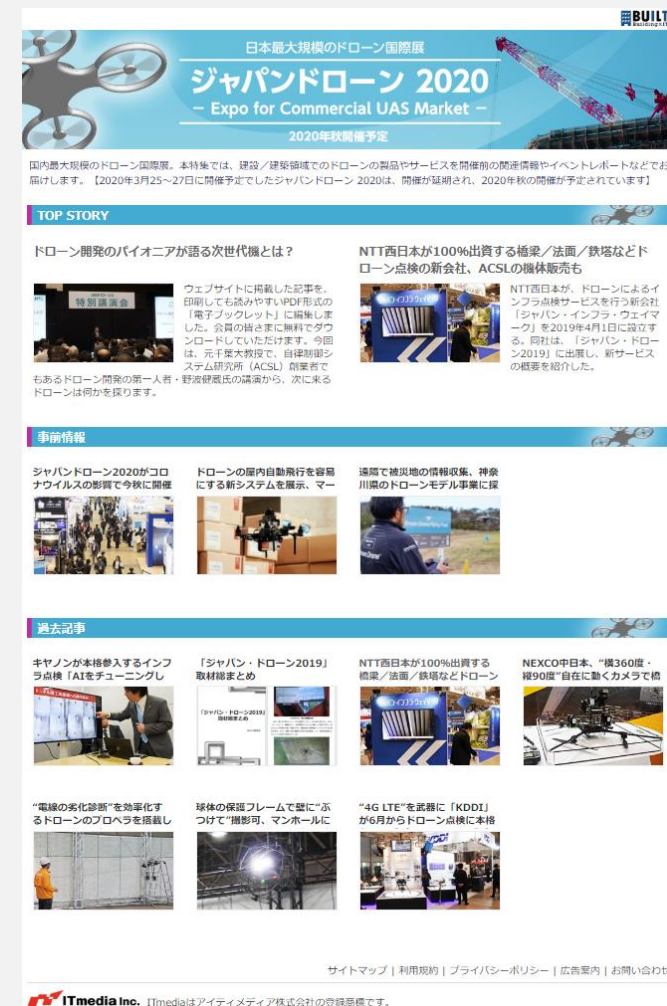 BUILT
日本最大規模のドローン国際展
ジャパンドローン 2020
− Expo for Commercial UAS Market −
2020年秋開催予定
国内最大規模のドローン国際展。本特集では、建設／建築領域でのドローンの製品やサービスを開催前の関連情報やイベントレポートなどでお
届けします。【2020年3月25～27日に開催予定でしたジャパンドローン 2020は、開催が延期され、2020年秋の開催が予定されています】
TOP STORY
ドローン開発のパイオニアが語る次世代機とは？
特別講演会
ウェブサイトに掲載した記事を、
印刷しても読みやすいPDF形式の
「電子ブックレット」に編集しま
した。会員の皆さまに無料でダウ
ンロードしていただけます。今回
は、元千葉大教授で、自律制御シ
ステム研究所（ACSL）創業者で
もあるドローン開発の第一人者・野波健蔵氏の講演から、次に来る
ドローンは何かを探ります。
NTT西日本が100％出資する橋梁／法面／鉄塔などド
ローン点検の新会社、ACSLの機体販売も
NTT西日本が、ドローンによるイ
ンフラ点検サービスを行う新会社
「ジャパン・インフラ・ウェイマ
ーク」を2019年4月1日に設立す
る。同社は、「ジャパン・ドロー
ン2019」に出展し、新サービス
の概要を紹介した。
事前情報
ジャパンドローン2020がコロ
ナウイルスの影響で今秋に開催
ドローンの屋内自動飛行を容易
にする新システムを展示、マー
遠隔で被災地の情報収集、神奈
川県のドローンモデル事業に採
過去記事
キヤノンが本格参入するインフ
ラ点検「AIをチューニングし
「ジャパン・ドローン2019」
取材総まとめ
「ジャパン・ドローン2019」
取材総まとめ
NTT西日本が100％出資する
橋梁／法面／鉄塔などドローン
NEXCO中日本、“横360度・
縦90度”自在に動くカメラで橋
“電線の劣化診断”を効率化す
るドローンのプロペラを搭載し
球体の保護フレームで壁に“ぶ
つけて”撮影可、マンホールに
“4G LTE”を武器に「KDDI」
が6月からドローン点検に本格
サイトマップ | 利用規約 | プライバシーポリシー | 広告案内 | お問い合わせ
ITmedia Inc. ITmediaはアイティメディア株式会社の登録商標です。